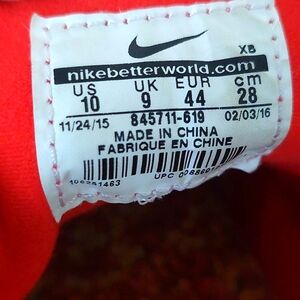 XB
nikebetterworld.com
US UK EUR cm
10 9 44 28
11/24/15 845711-619 02/03/16
MADE IN CHINA
FABRIQUE EN CHINE
UPC